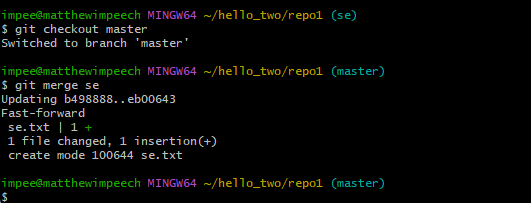 impee@matthewimpeech MINGW64 ~/hello_two/repo1 (se)
$ git checkout master
Switched to branch 'master'
impee@matthewimpeech MINGW64 ~/hello_two/repo1 (master)
$ git merge se
Updating b498888..eb00643
Fast-forward
 se.txt | 1 +
 1 file changed, 1 insertion(+)
 create mode 100644 se.txt
impee@matthewimpeech MINGW64 ~/hello_two/repo1 (master)
$